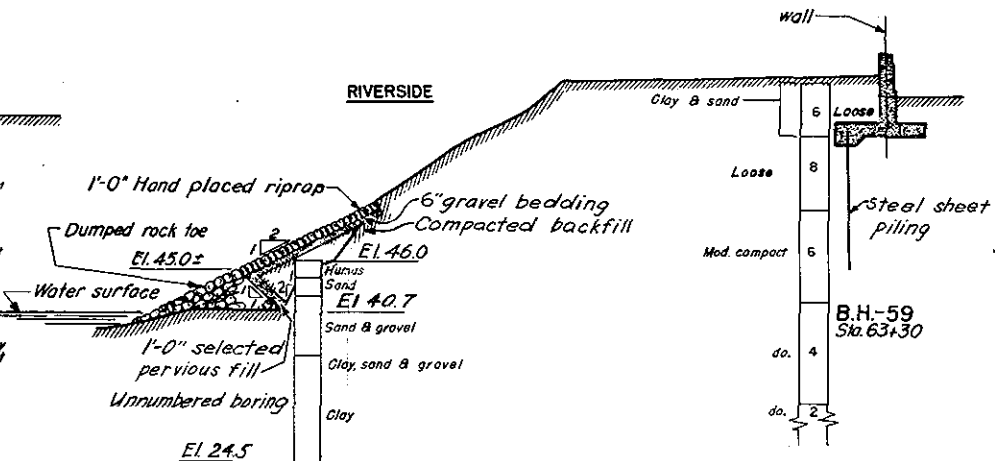 wall
RIVERSIDE
Clay & sand
6
Loose
1'-0" Hand placed riprap
6" gravel bedding
Compacted backfill
Loose
8
Steel sheet
piling
Dumped rock toe
2
1
El. 45.0±
El. 46.0
Mod. compact
6
Humus
Sand
Water surface
1
2
El. 40.7
B.H.-59
Sta. 63+30
Sand & gravel
1'-0" selected
pervious fill
Clay, sand & gravel
do.
4
Unnumbered boring
Clay
do.
2
El. 24.5